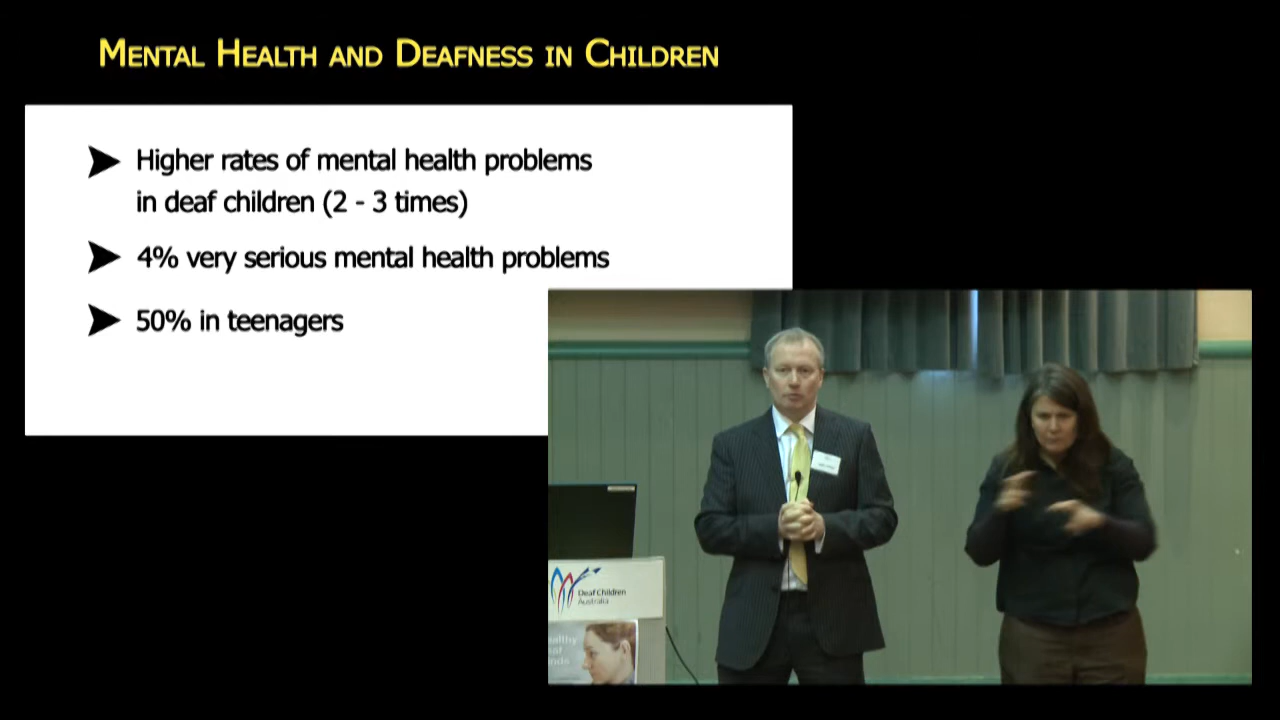 MENTAL HEALTH AND DEAFNESS IN CHILDREN
Higher rates of mental health problems
in deaf children (2 - 3 times)
4% very serious mental health problems
50% in teenagers
Deaf Children
Australia